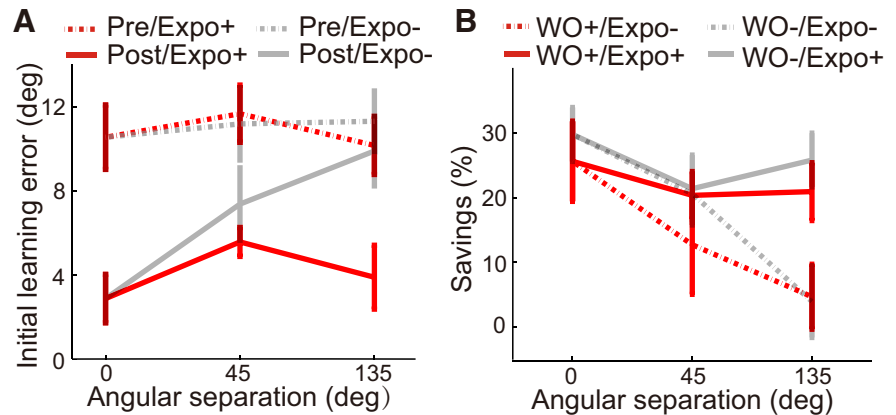 A
Pre/Expo+
Pre/Expo-
Post/Expo+
Post/Expo-
Initial learning error (deg)
12
8
4
0
0
45
135
Angular separation (deg)
B
WO+/Expo-
WO-/Expo-
WO+/Expo+
WO-/Expo+
Savings (%)
30
20
10
0
0
45
135
Angular separation (deg)